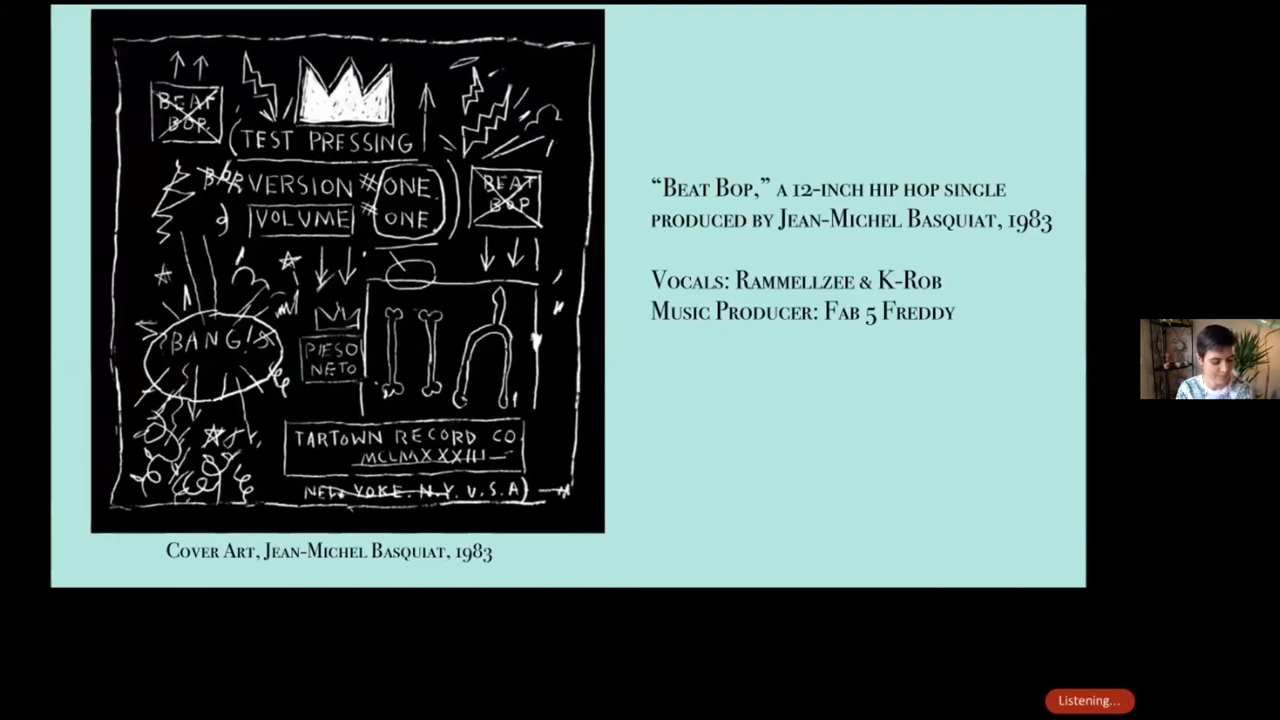 BEAT
BOP.
TEST PRESSING
VERSION # ONE
VOLUME # ONE
BEAT
BOP
BANG!
PIESO
NETO
TARTOWN RECORD CO
MCLMXXXIII
NEW YOKE. N.Y. U.S.A
COVER ART, JEAN-MICHEL BASQUIAT, 1983
“BEAT BOP,” A 12-INCH HIP HOP SINGLE
PRODUCED BY JEAN-MICHEL BASQUIAT, 1983
VOCALS: RAMMELLZEE & K-ROB
MUSIC PRODUCER: FAB 5 FREDDY
Listening...